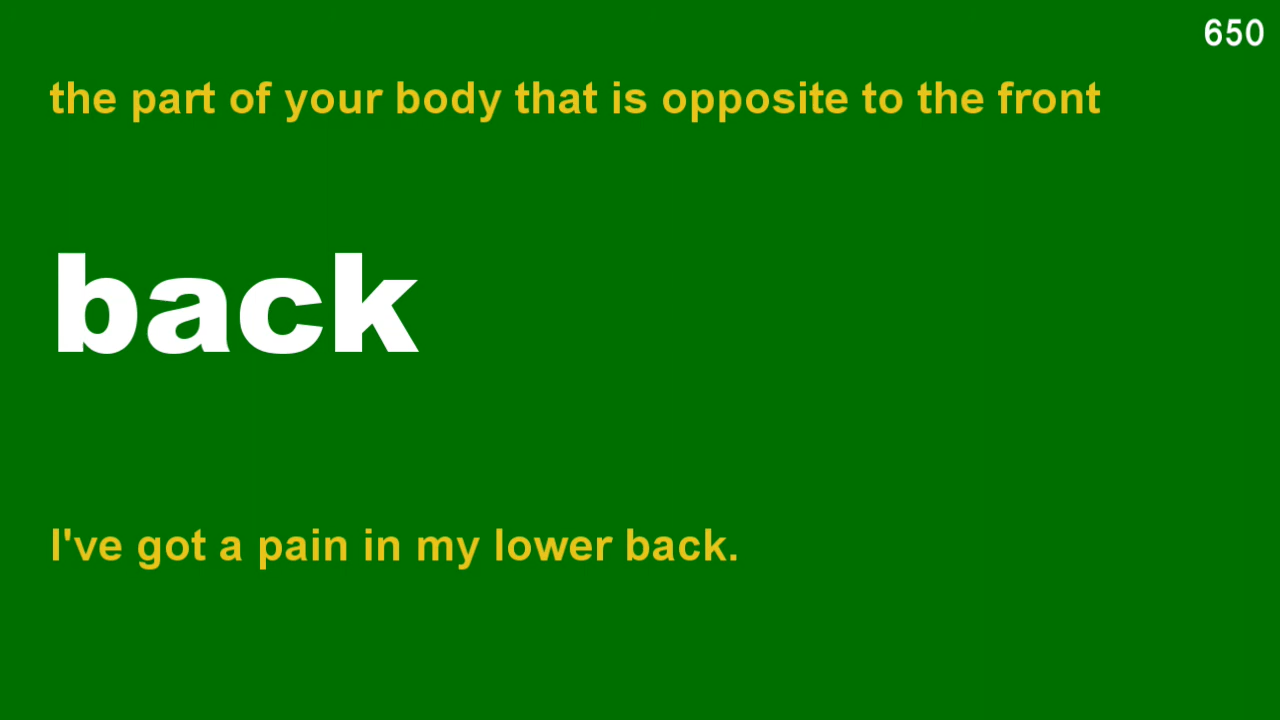 650
the part of your body that is opposite to the front
back
I've got a pain in my lower back.